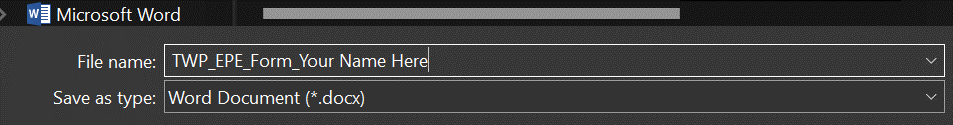 Microsoft Word
File name: TWP_EPE_Form_Your Name Here
Save as type: Word Document (*.docx)